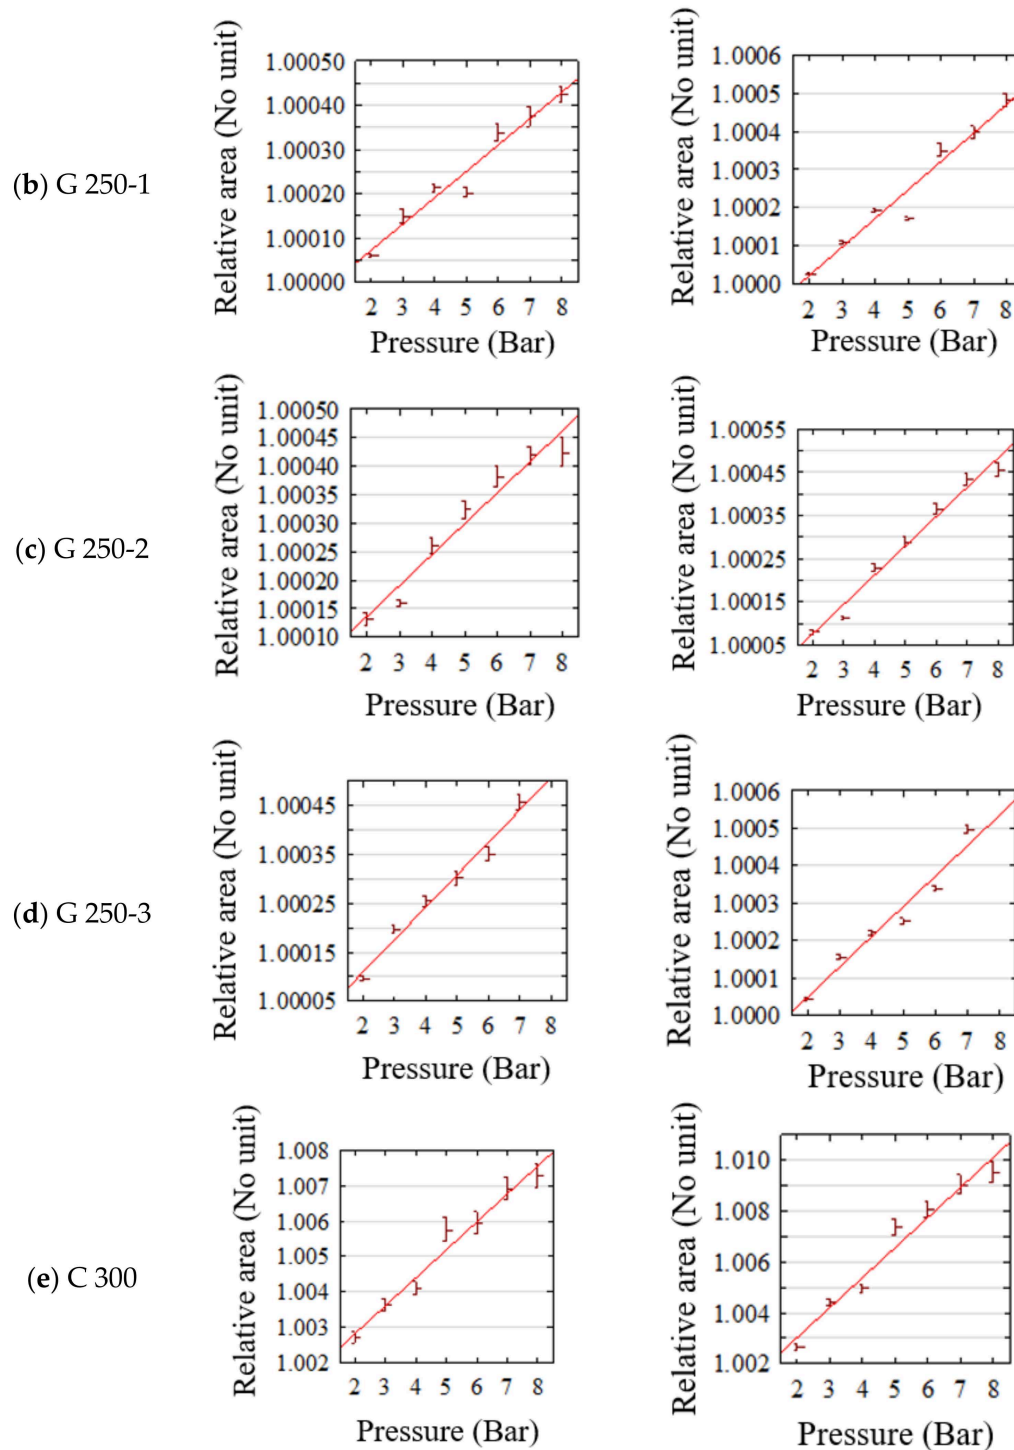 (b) G 250-1
Relative area (No unit)
1.00050
1.00040
1.00030
1.00020
1.00010
1.00000
2 3 4 5 6 7 8
Pressure (Bar)
Relative area (No unit)
1.0006
1.0005
1.0004
1.0003
1.0002
1.0001
1.0000
2 3 4 5 6 7 8
Pressure (Bar)
(c) G 250-2
Relative area (No unit)
1.00050
1.00045
1.00040
1.00035
1.00030
1.00025
1.00020
1.00015
1.00010
2 3 4 5 6 7 8
Pressure (Bar)
Relative area (No unit)
1.00055
1.00045
1.00035
1.00025
1.00015
1.00005
2 3 4 5 6 7 8
Pressure (Bar)
(d) G 250-3
Relative area (No unit)
1.00045
1.00035
1.00025
1.00015
1.00005
2 3 4 5 6 7 8
Pressure (Bar)
Relative area (No unit)
1.0006
1.0005
1.0004
1.0003
1.0002
1.0001
1.0000
2 3 4 5 6 7 8
Pressure (Bar)
(e) C 300
Relative area (No unit)
1.008
1.007
1.006
1.005
1.004
1.003
1.002
2 3 4 5 6 7 8
Pressure (Bar)
Relative area (No unit)
1.010
1.008
1.006
1.004
1.002
2 3 4 5 6 7 8
Pressure (Bar)